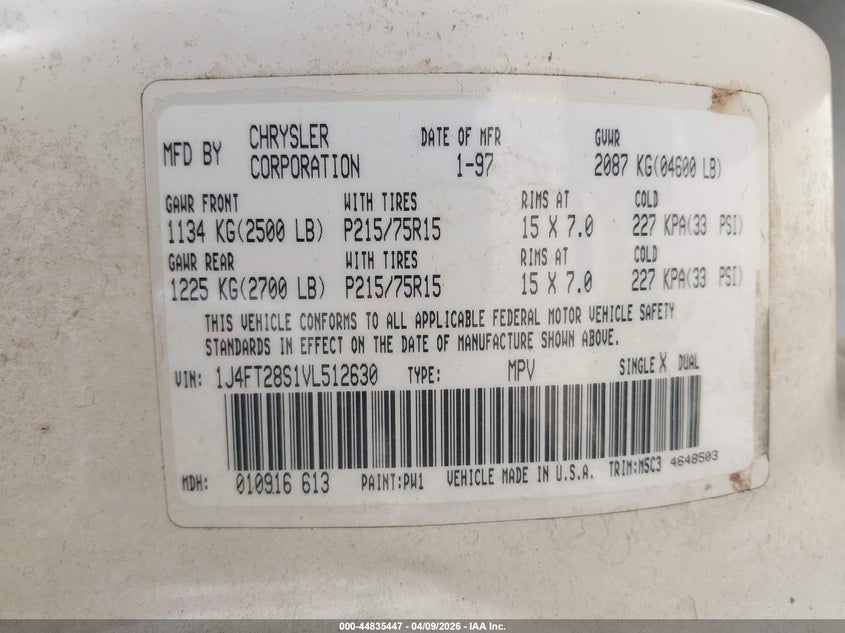 MFD BY CHRYSLER CORPORATION DATE OF MFR 1-97 GVWR 2087 KG(04600 LB)
GAWR FRONT WITH TIRES RIMS AT COLD
1134 KG(2500 LB) P215/75R15 15 X 7.0 227 KPA(33 PSI)
GAWR REAR WITH TIRES RIMS AT COLD
1225 KG(2700 LB) P215/75R15 15 X 7.0 227 KPA(33 PSI)
THIS VEHICLE CONFORMS TO ALL APPLICABLE FEDERAL MOTOR VEHICLE SAFETY
STANDARDS IN EFFECT ON THE DATE OF MANUFACTURE SHOWN ABOVE.
VIN: 1J4FT28S1VL512630 TYPE: MPV SINGLE X DUAL
MDH: 010916 613 PAINT:PW1 VEHICLE MADE IN U.S.A. TRIM:M5C3 4648503
000-44835447 - 04/09/2026 - IAA Inc.